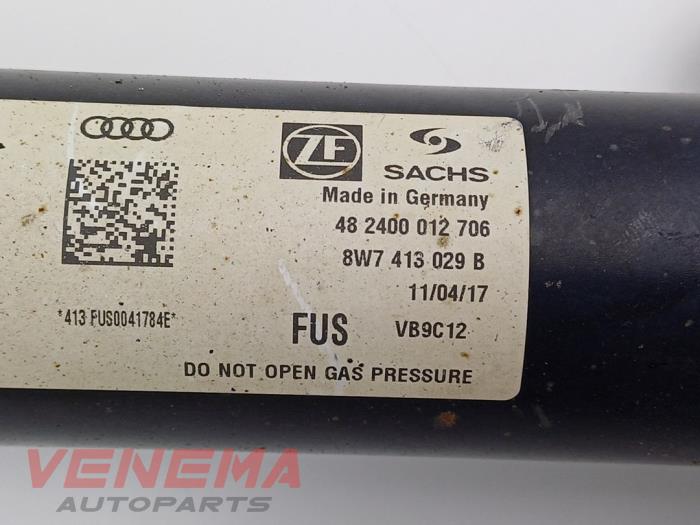 ZF
SACHS
Made in Germany
48 2400 012 706
8W7 413 029 B
11/04/17
*413 FUS0041784E*
FUS VB9C12
DO NOT OPEN GAS PRESSURE
VENEMA
AUTOPARTS